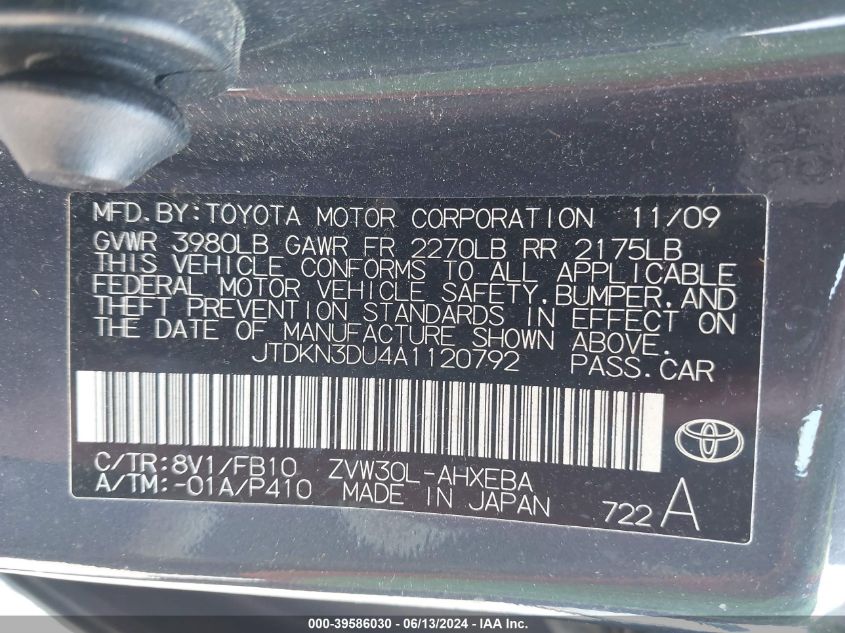 MFD.BY:TOYOTA MOTOR CORPORATION 11/09
GVWR 3980LB GAWR FR 2270LB RR 2175LB
THIS VEHICLE CONFORMS TO ALL APPLICABLE
FEDERAL MOTOR VEHICLE SAFETY,BUMPER,AND
THEFT PREVENTION STANDARDS IN EFFECT ON
THE DATE OF MANUFACTURE SHOWN ABOVE.
JTDKN3DU4A1120792 PASS.CAR
C/TR:8V1/FB10 ZVW30L-AHXEBA
A/TM:-01A/P410 MADE IN JAPAN 722 A
000-39586030 - 06/13/2024 - IAA Inc.